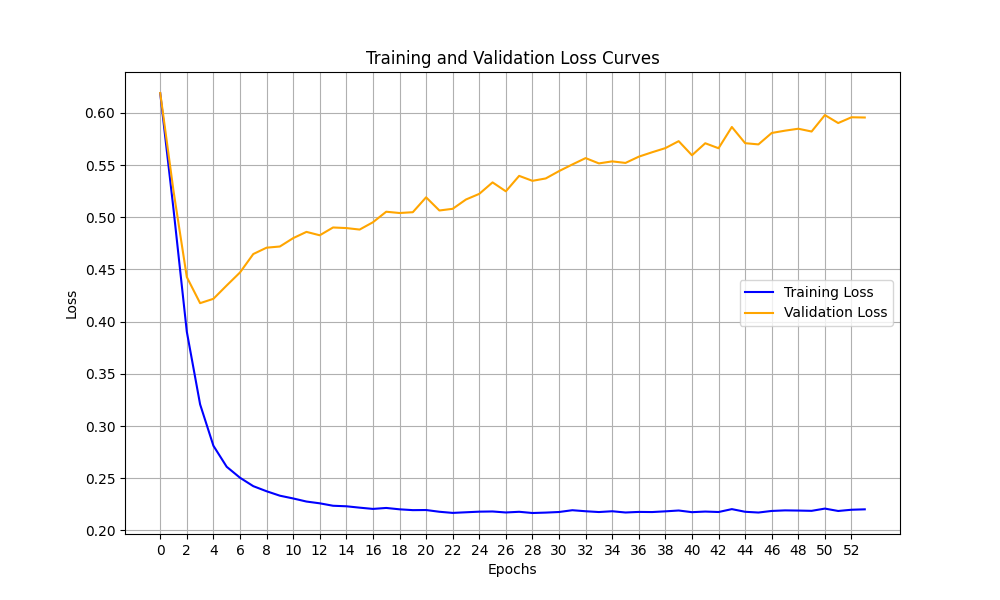 Training and Validation Loss Curves
Loss
0.60
0.55
0.50
0.45
0.40
0.35
0.30
0.25
0.20
Training Loss
Validation Loss
0 2 4 6 8 10 12 14 16 18 20 22 24 26 28 30 32 34 36 38 40 42 44 46 48 50 52
Epochs